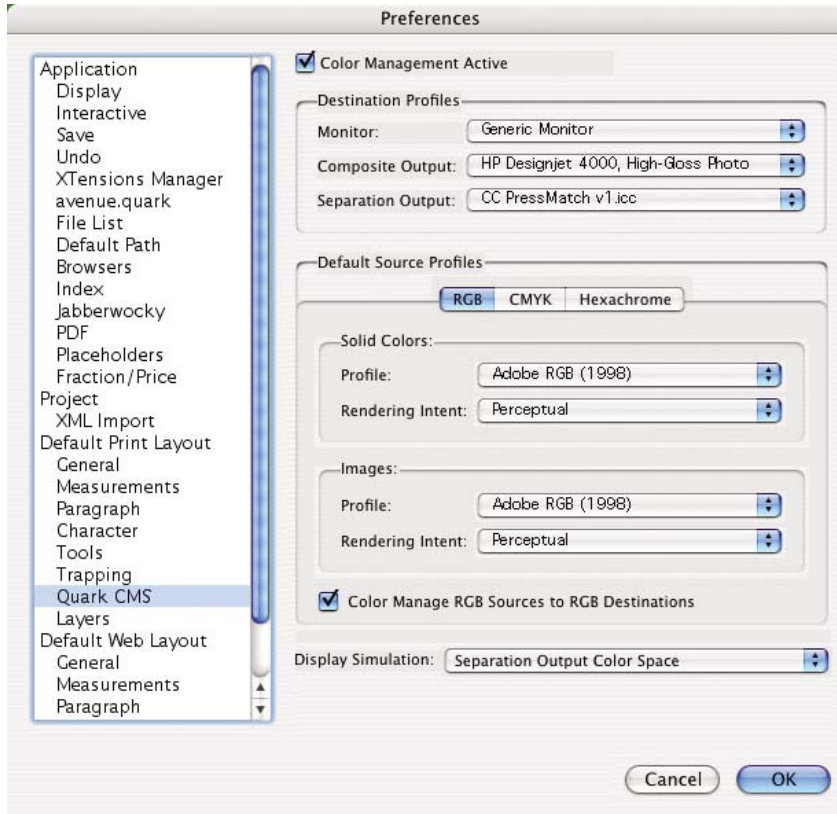 Preferences
Application
Display
Interactive
Save
Undo
XTensions Manager
avenue.quark
File List
Default Path
Browsers
Index
Jabberwocky
PDF
Placeholders
Fraction/Price
Project
XML Import
Default Print Layout
General
Measurements
Paragraph
Character
Tools
Trapping
Quark CMS
Layers
Default Web Layout
General
Measurements
Paragraph
Color Management Active
Destination Profiles
Monitor: Generic Monitor
Composite Output: HP Designjet 4000, High-Gloss Photo
Separation Output: CC PressMatch v1.icc
Default Source Profiles
RGB CMYK Hexachrome
Solid Colors:
Profile: Adobe RGB (1998)
Rendering Intent: Perceptual
Images:
Profile: Adobe RGB (1998)
Rendering Intent: Perceptual
Color Manage RGB Sources to RGB Destinations
Display Simulation: Separation Output Color Space
Cancel OK